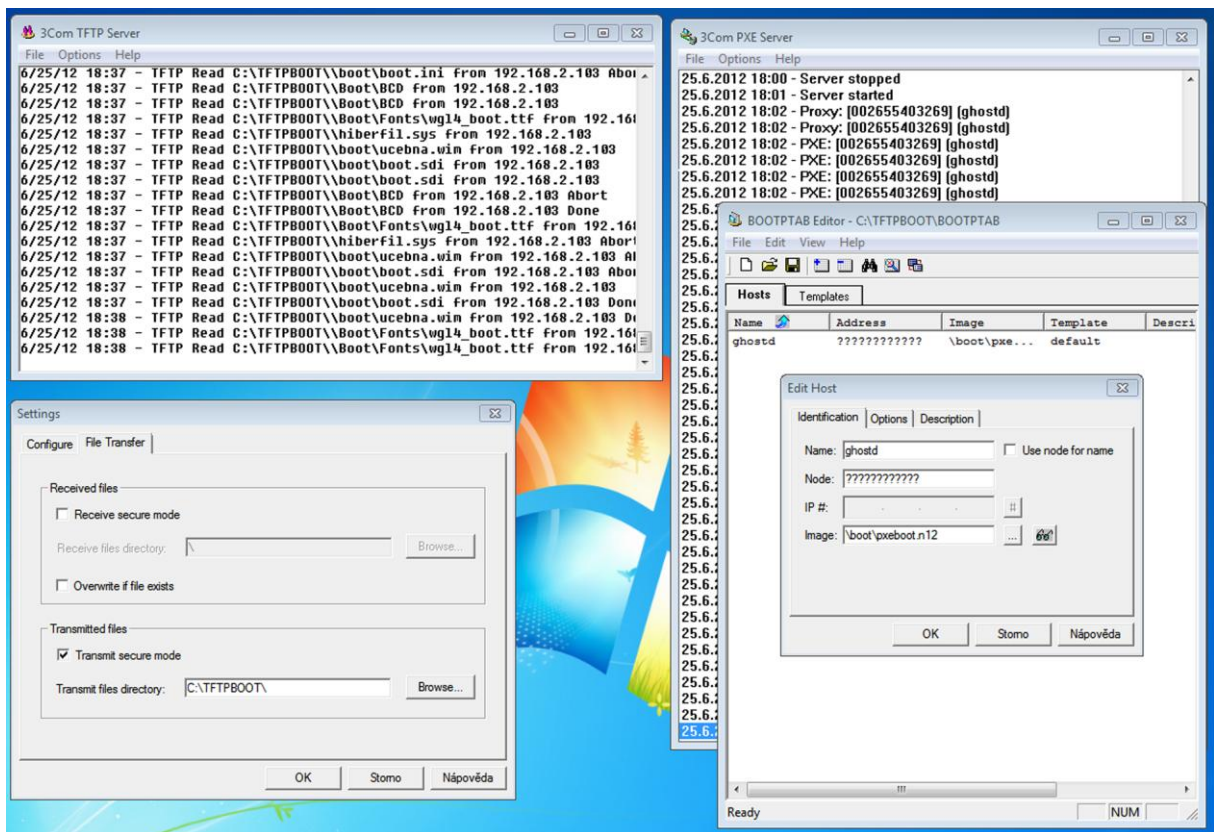 3Com TFTP Server
File Options Help
6/25/12 18:37 - TFTP Read C:\TFTPBOOT\\boot\boot.ini from 192.168.2.103
6/25/12 18:37 - TFTP Read C:\TFTPBOOT\\Boot\BCD from 192.168.2.103
6/25/12 18:37 - TFTP Read C:\TFTPBOOT\\Boot\BCD from 192.168.2.103
6/25/12 18:37 - TFTP Read C:\TFTPBOOT\\Boot\Fonts\wgl4_boot.ttf from
6/25/12 18:37 - TFTP Read C:\TFTPBOOT\\hiberfil.sys from 192.168.2.103
6/25/12 18:37 - TFTP Read C:\TFTPBOOT\\boot\ucebna.wim from 192.168.2.103
6/25/12 18:37 - TFTP Read C:\TFTPBOOT\\boot\boot.sdi from 192.168.2.103
6/25/12 18:37 - TFTP Read C:\TFTPBOOT\\boot\boot.sdi from 192.168.2.103
6/25/12 18:37 - TFTP Read C:\TFTPBOOT\\Boot\BCD from 192.168.2.103 Abort
6/25/12 18:37 - TFTP Read C:\TFTPBOOT\\Boot\BCD from 192.168.2.103 Done
6/25/12 18:37 - TFTP Read C:\TFTPBOOT\\Boot\Fonts\wgl4_boot.ttf from
6/25/12 18:37 - TFTP Read C:\TFTPBOOT\\hiberfil.sys from 192.168.2.103
6/25/12 18:37 - TFTP Read C:\TFTPBOOT\\boot\ucebna.wim from 192.168.2.103
6/25/12 18:37 - TFTP Read C:\TFTPBOOT\\boot\boot.sdi from 192.168.2.103
6/25/12 18:37 - TFTP Read C:\TFTPBOOT\\boot\ucebna.wim from 192.168.2.103
6/25/12 18:37 - TFTP Read C:\TFTPBOOT\\boot\boot.sdi from 192.168.2.103
6/25/12 18:38 - TFTP Read C:\TFTPBOOT\\boot\ucebna.wim from 192.168.2.103
6/25/12 18:38 - TFTP Read C:\TFTPBOOT\\Boot\Fonts\wgl4_boot.ttf from
6/25/12 18:38 - TFTP Read C:\TFTPBOOT\\Boot\Fonts\wgl4_boot.ttf from
3Com PXE Server
File Options Help
25.6.2012 18:00 - Server stopped
25.6.2012 18:01 - Server started
25.6.2012 18:02 - Proxy: [002655403269] (ghostd)
25.6.2012 18:02 - Proxy: [002655403269] (ghostd)
25.6.2012 18:02 - PXE: [002655403269] (ghostd)
25.6.2012 18:02 - PXE: [002655403269] (ghostd)
25.6.2012 18:02 - PXE: [002655403269] (ghostd)
25.6.2012 18:02 - PXE: [002655403269] (ghostd)
BOOTPTAB Editor - C:\TFTPBOOT\BOOTPTAB
File Edit View Help
Hosts Templates
Name Address Image Template
ghostd ???????????? \boot\pxe... default
Edit Host
Identification Options Description
Name: ghostd Use node for name
Node: ????????????
IP #: . . . #
Image: \boot\pxeboot.n12 ...
OK Storno Nápověda
Ready NUM
Settings
Configure File Transfer
Received files
Receive secure mode
Receive files directory: \ Browse...
Overwrite if file exists
Transmitted files
Transmit secure mode
Transmit files directory: C:\TFTPBOOT\ Browse...
OK Storno Nápověda